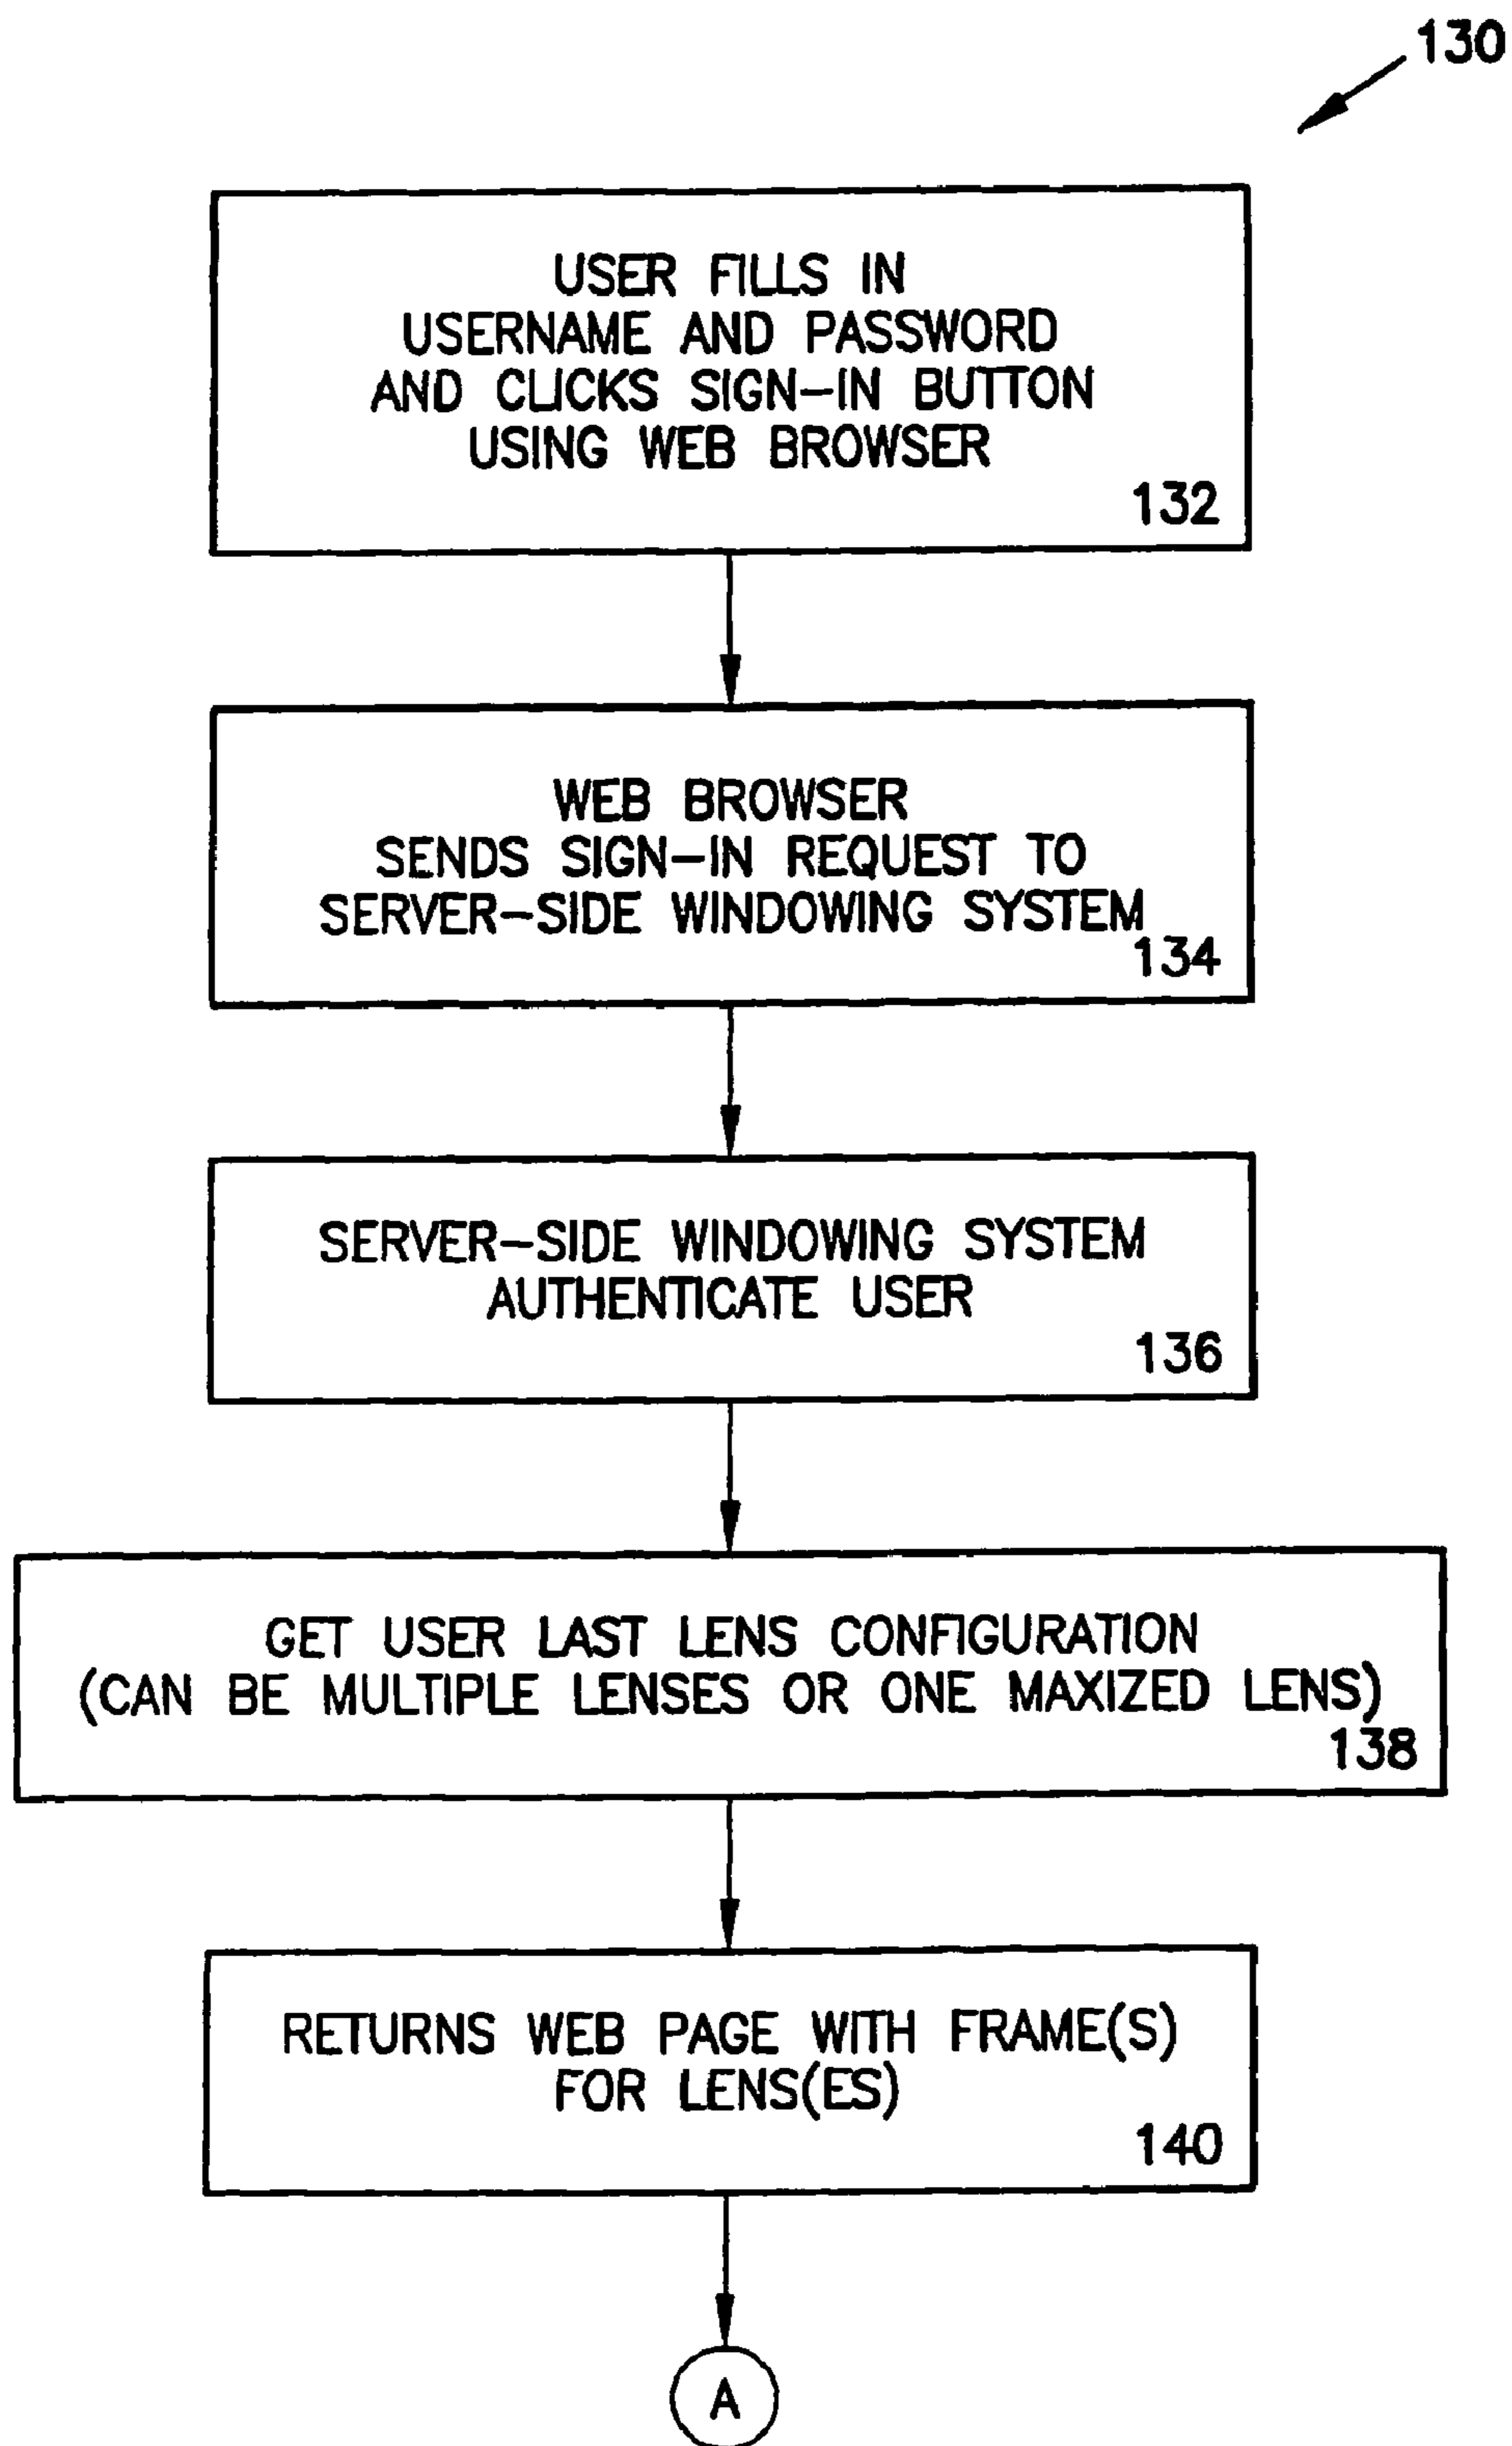 130
USER FILLS IN
USERNAME AND PASSWORD
AND CLICKS SIGN-IN BUTTON
USING WEB BROWSER
132
WEB BROWSER
SENDS SIGN-IN REQUEST TO
SERVER-SIDE WINDOWING SYSTEM
134
SERVER-SIDE WINDOWING SYSTEM
AUTHENTICATE USER
136
GET USER LAST LENS CONFIGURATION
(CAN BE MULTIPLE LENSES OR ONE MAXIZED LENS)
138
RETURNS WEB PAGE WITH FRAME(S)
FOR LENS(ES)
140
A